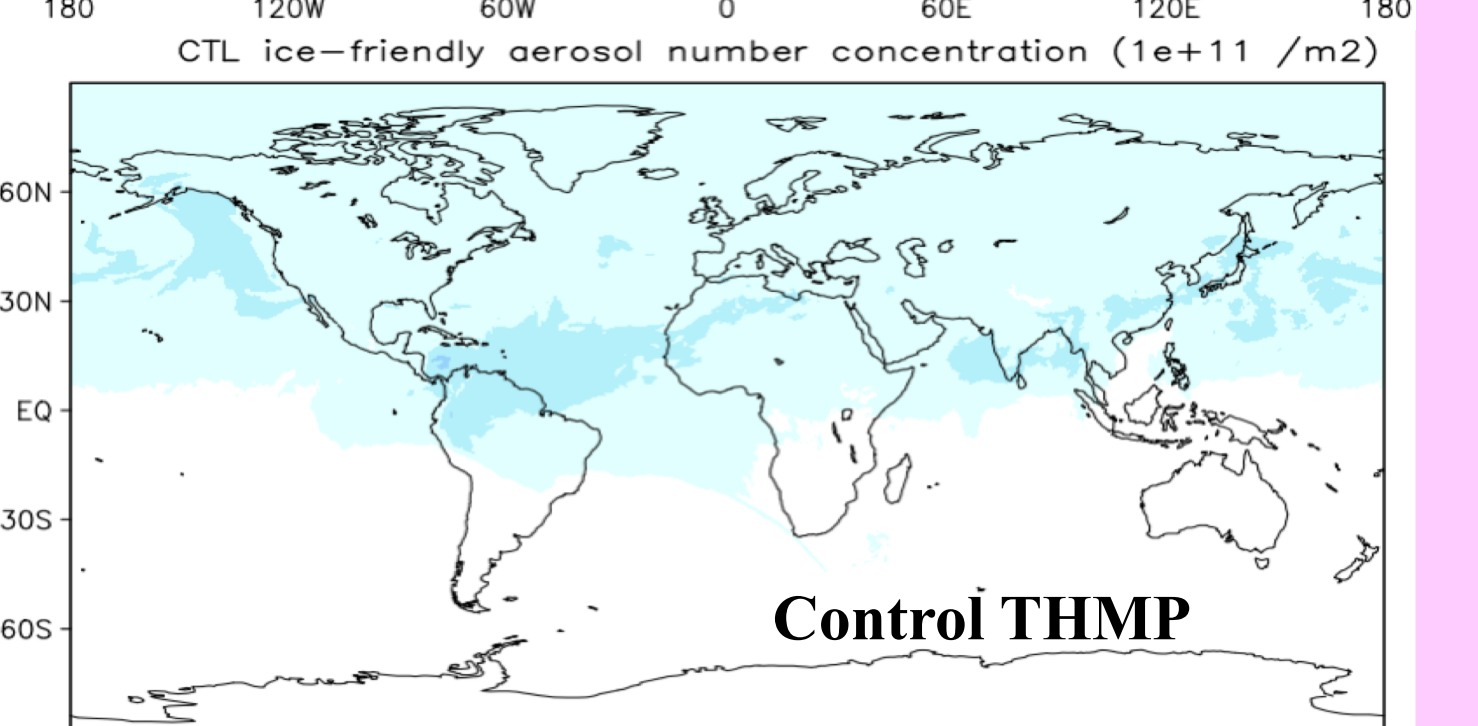 180 120W 60W 0 60E 120E 180
CTL ice−friendly aerosol number concentration (1e+11 /m2)
60N
30N
EQ
30S
Control THMP
60S